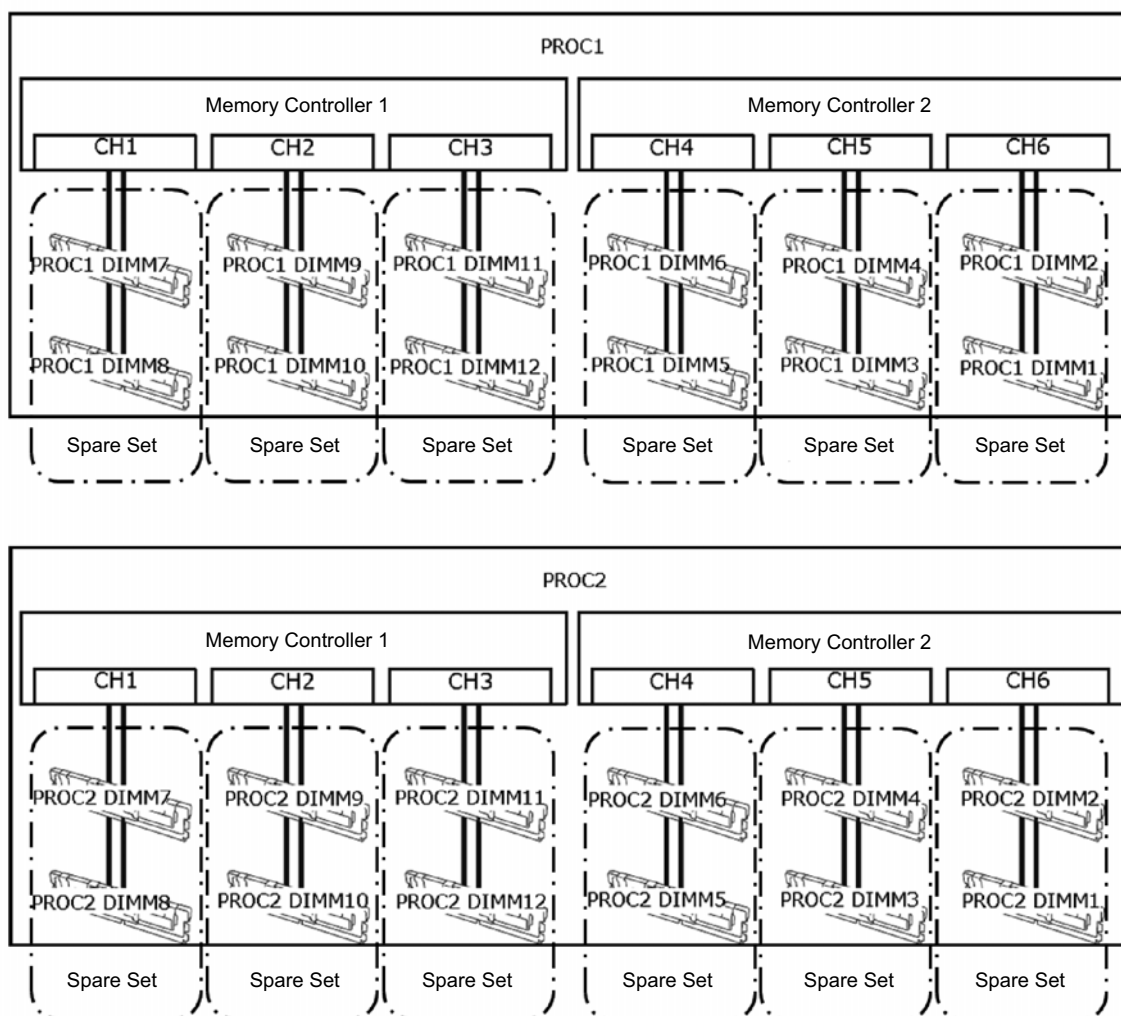 PROC1
Memory Controller 1 Memory Controller 2
CH1 CH2 CH3 CH4 CH5 CH6
PROC1 DIMM7 PROC1 DIMM9 PROC1 DIMM11 PROC1 DIMM6 PROC1 DIMM4 PROC1 DIMM2
PROC1 DIMM8 PROC1 DIMM10 PROC1 DIMM12 PROC1 DIMM5 PROC1 DIMM3 PROC1 DIMM1
Spare Set Spare Set Spare Set Spare Set Spare Set Spare Set
PROC2
Memory Controller 1 Memory Controller 2
CH1 CH2 CH3 CH4 CH5 CH6
PROC2 DIMM7 PROC2 DIMM9 PROC2 DIMM11 PROC2 DIMM6 PROC2 DIMM4 PROC2 DIMM2
PROC2 DIMM8 PROC2 DIMM10 PROC2 DIMM12 PROC2 DIMM5 PROC2 DIMM3 PROC2 DIMM1
Spare Set Spare Set Spare Set Spare Set Spare Set Spare Set